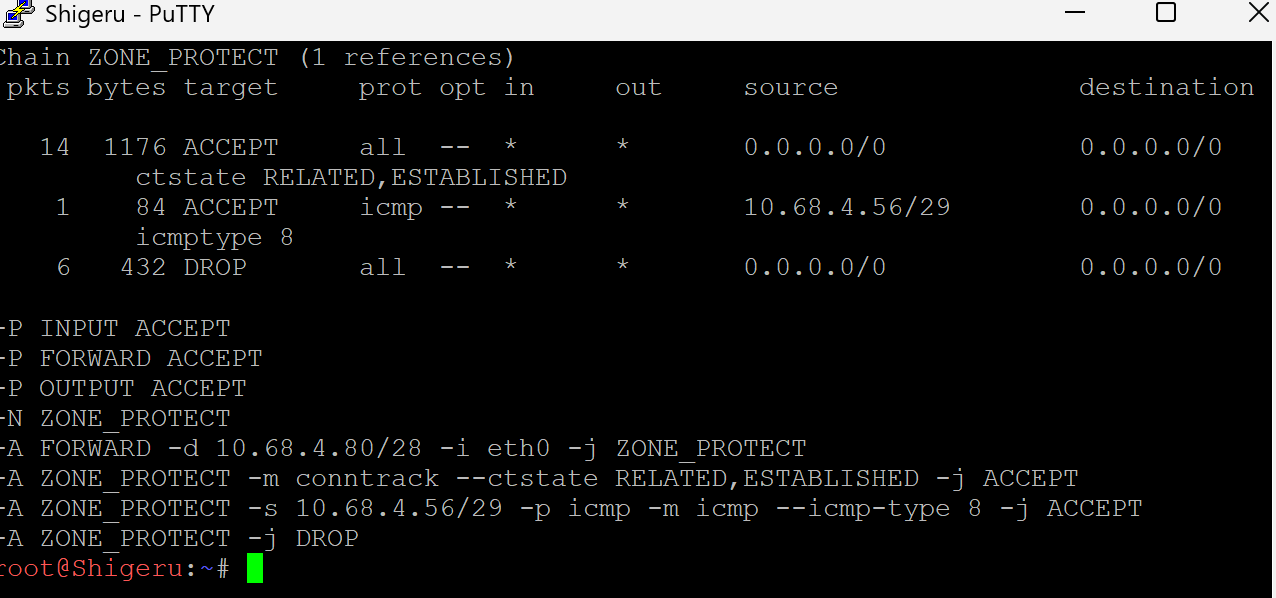 Shigeru - PuTTY
Chain ZONE_PROTECT (1 references)
pkts bytes target prot opt in out source destination
14 1176 ACCEPT all -- * * 0.0.0.0/0 0.0.0.0/0
ctstate RELATED,ESTABLISHED
1 84 ACCEPT icmp -- * * 10.68.4.56/29 0.0.0.0/0
icmptype 8
6 432 DROP all -- * * 0.0.0.0/0 0.0.0.0/0
-P INPUT ACCEPT
-P FORWARD ACCEPT
-P OUTPUT ACCEPT
-N ZONE_PROTECT
-A FORWARD -d 10.68.4.80/28 -i eth0 -j ZONE_PROTECT
-A ZONE_PROTECT -m conntrack --ctstate RELATED,ESTABLISHED -j ACCEPT
-A ZONE_PROTECT -s 10.68.4.56/29 -p icmp -m icmp --icmp-type 8 -j ACCEPT
-A ZONE_PROTECT -j DROP
root@Shigeru:~#